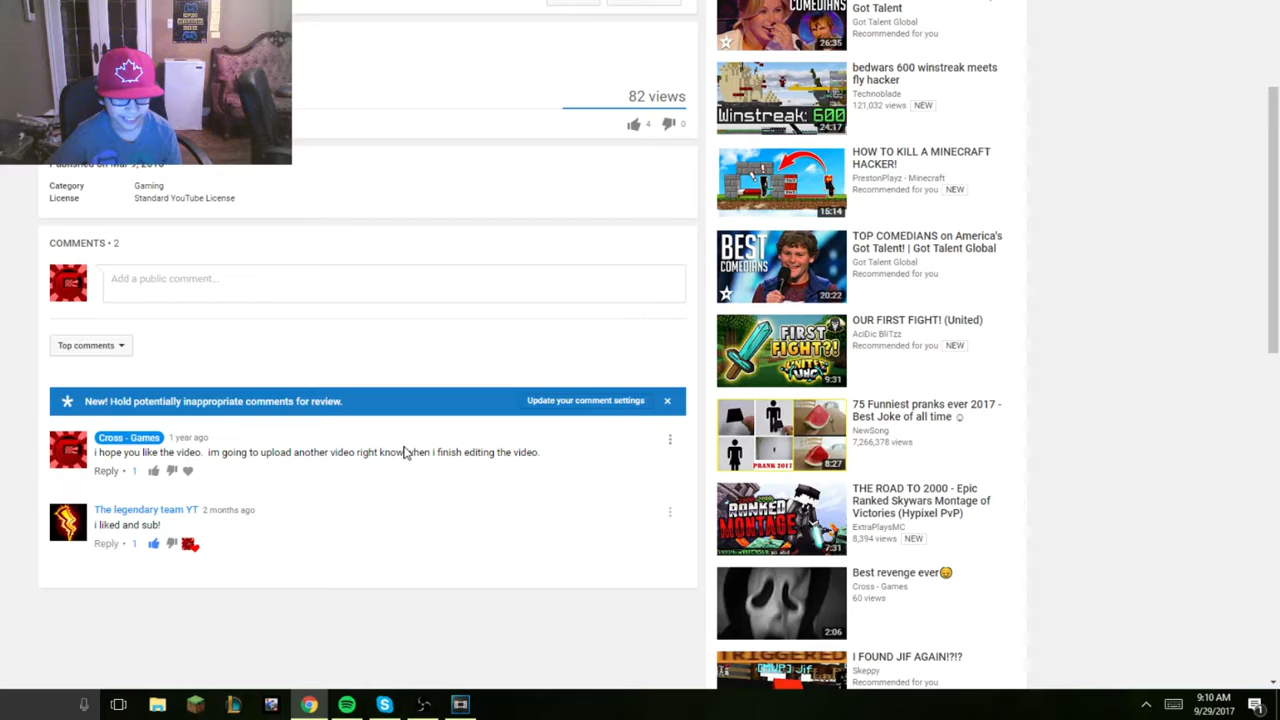 82 views
4
0
Category
Gaming
License
Standard YouTube License
COMMENTS • 2
Add a public comment...
Top comments
New! Hold potentially inappropriate comments for review.
Update your comment settings
Cross - Games
1 year ago
i hope you like the video. im going to upload another video right know when i finish editing the video.
Reply • 1
The legendary team YT
2 months ago
i liked and sub!
Reply • 1
COMEDIANS
26:35
Got Talent
Got Talent Global
Recommended for you
Winstreak: 600
24:17
bedwars 600 winstreak meets
fly hacker
Technoblade
121,032 views
NEW
15:14
HOW TO KILL A MINECRAFT
HACKER!
PrestonPlayz - Minecraft
Recommended for you
NEW
BEST
COMEDIANS
20:22
TOP COMEDIANS on America's
Got Talent! | Got Talent Global
Got Talent Global
Recommended for you
FIRST
FIGHT?!
UNITED
UHC
9:31
OUR FIRST FIGHT! (United)
AciDic BliTzz
Recommended for you
NEW
PRANK 2017
8:27
75 Funniest pranks ever 2017 -
Best Joke of all time ☺
NewSong
7,266,378 views
RANKED
MONTAGE
7:31
THE ROAD TO 2000 - Epic
Ranked Skywars Montage of
Victories (Hypixel PvP)
ExtraPlaysMC
8,394 views
NEW
2:06
Best revenge ever😔
Cross - Games
60 views
TRIGGERED
[MVP] Jif
I FOUND JIF AGAIN!?!?
Skeppy
Recommended for you
9:10 AM
9/29/2017